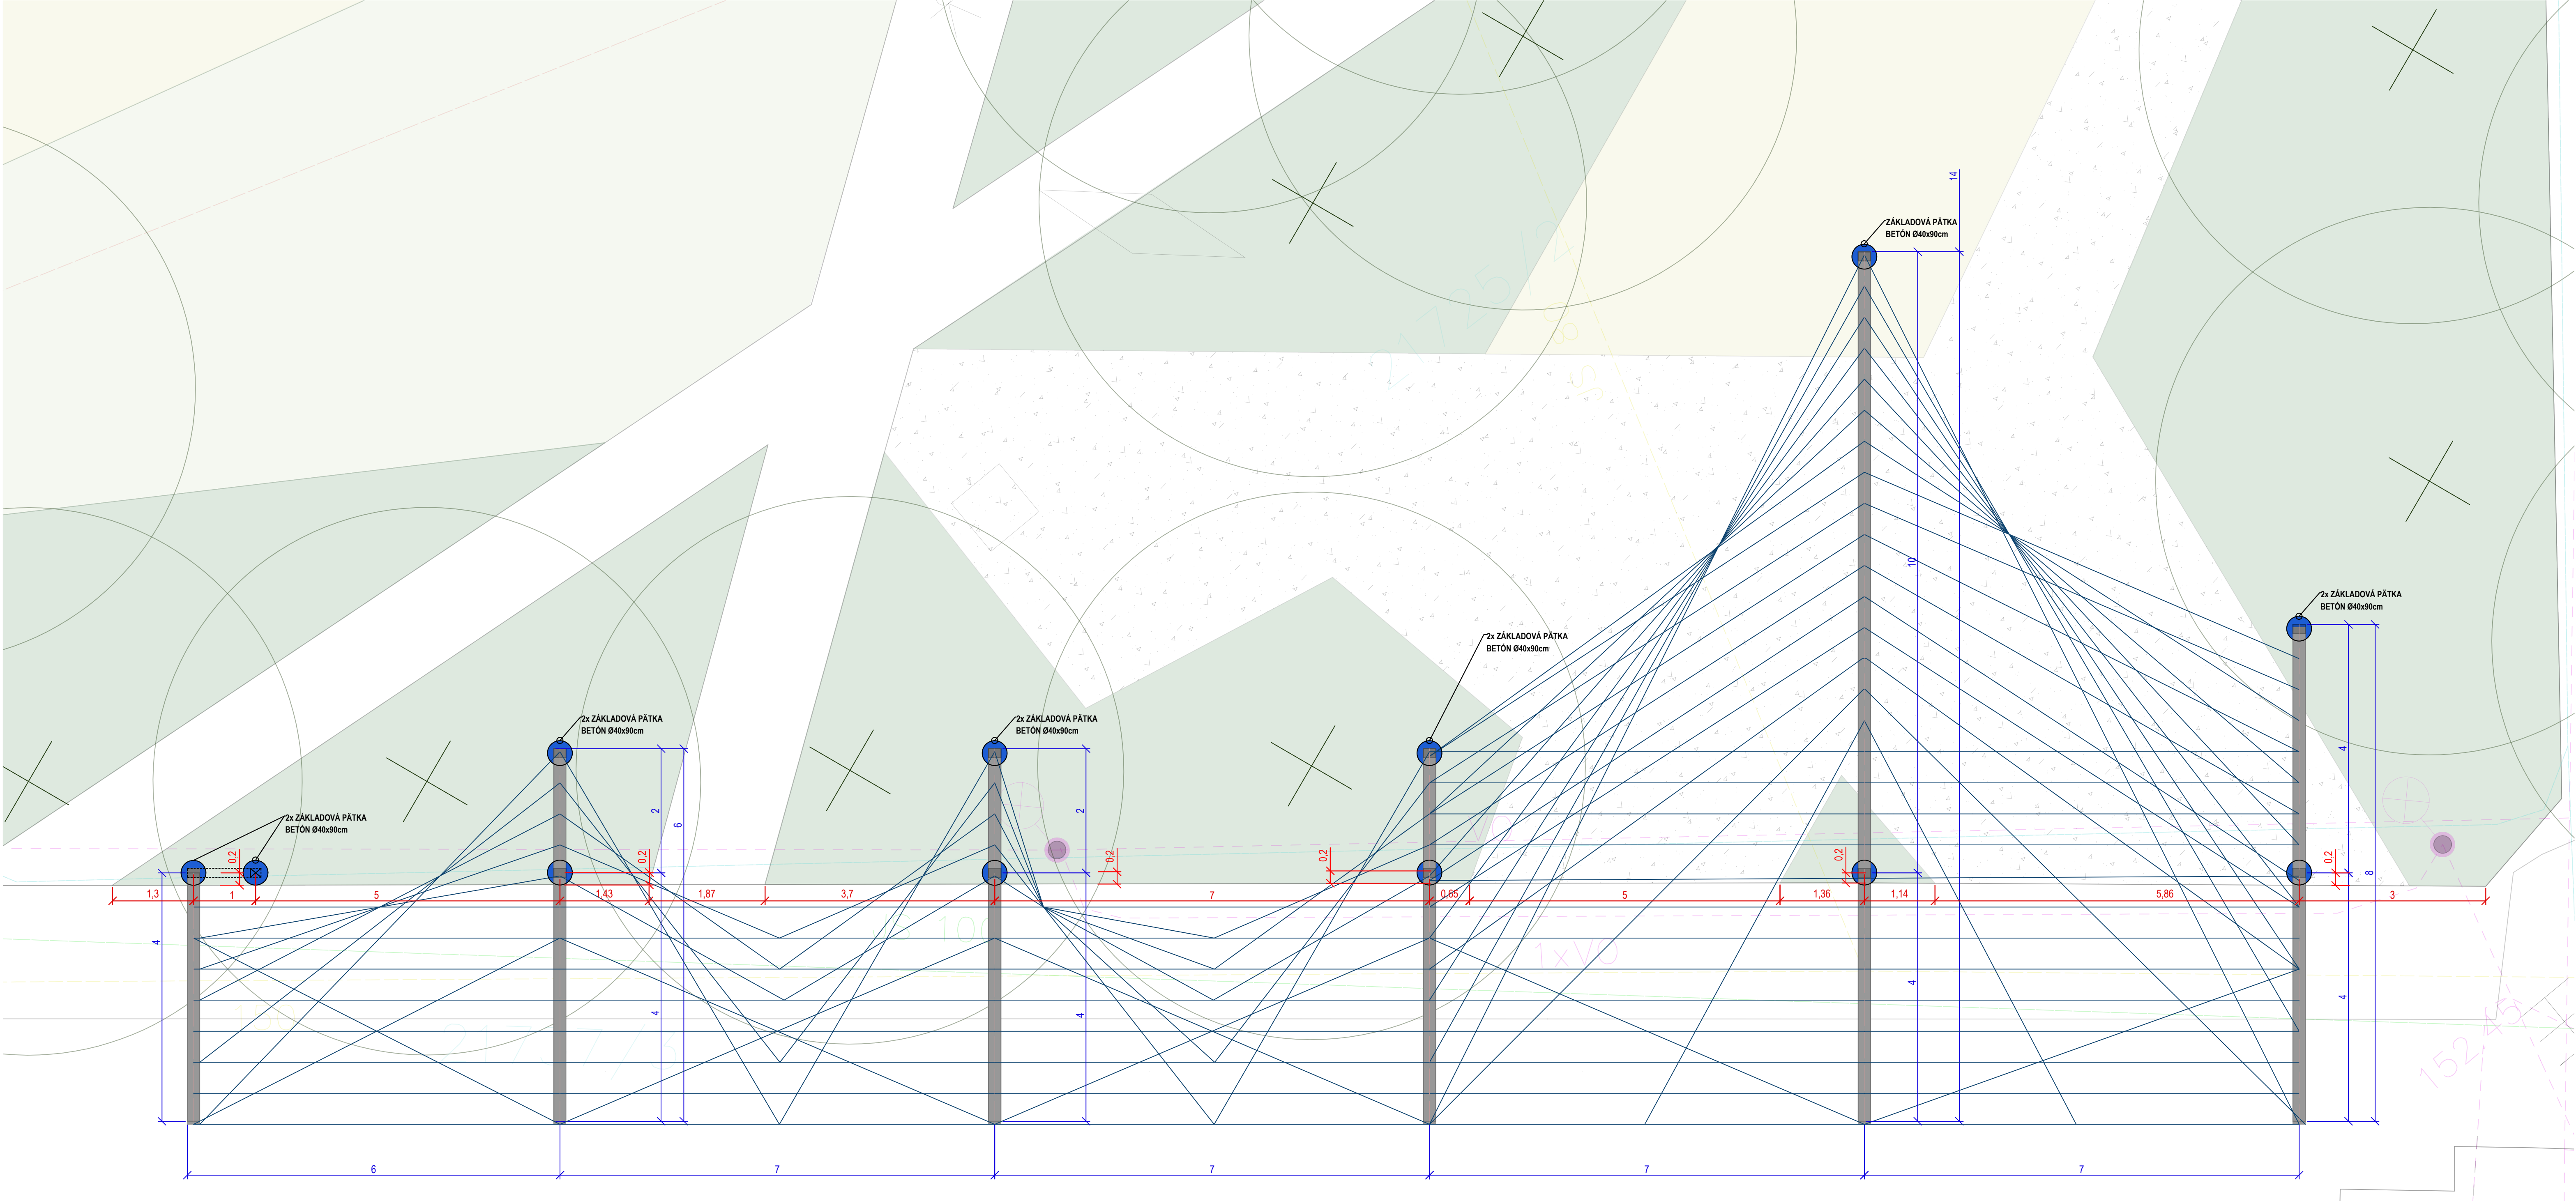 14
ZÁKLADOVÁ PÄTKA
BETÓN Ø40x90cm
10
2x ZÁKLADOVÁ PÄTKA
BETÓN Ø40x90cm
2x ZÁKLADOVÁ PÄTKA
BETÓN Ø40x90cm
2x ZÁKLADOVÁ PÄTKA
BETÓN Ø40x90cm
2x ZÁKLADOVÁ PÄTKA
BETÓN Ø40x90cm
2x ZÁKLADOVÁ PÄTKA
BETÓN Ø40x90cm
4
2
6
2
0,2
0,2
0,2
0,2
0,2
0,2
8
1,3
1
5
1,43
1,87
3,7
7
0,65
5
1,36
1,14
5,86
3
4
4
4
4
4
1xVO
6
7
7
7
7